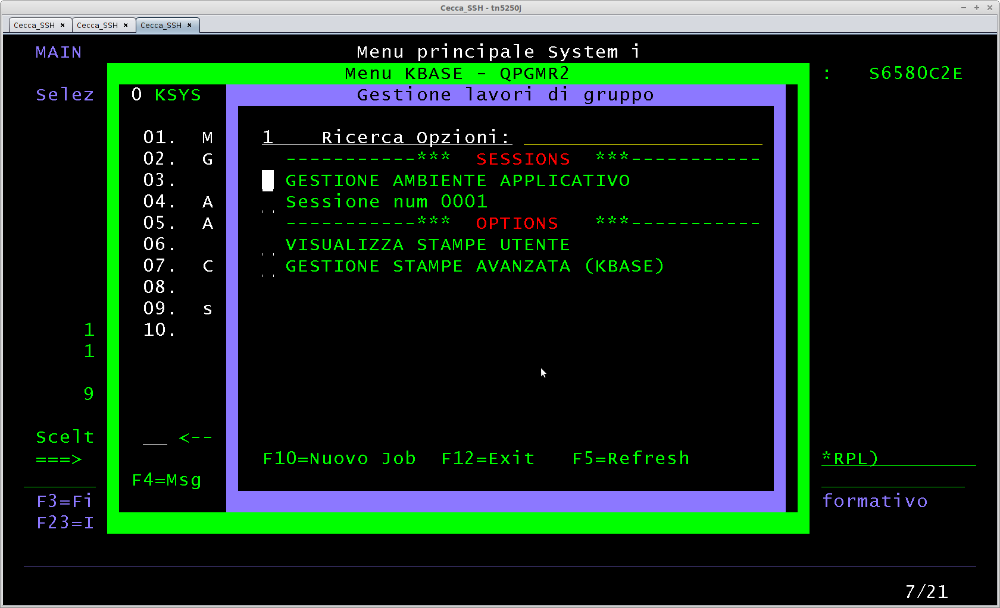 Cecca_SSH - tn5250j
Cecca_SSH × Cecca_SSH × Cecca_SSH ×
MAIN Menu principale System i
Menu KBASE - QPGMR2 : S6580C2E
Selez 0 KSYS Gestione lavori di gruppo
01. M 1 Ricerca Opzioni:
02. G -----------*** SESSIONS ***-----------
03. GESTIONE AMBIENTE APPLICATIVO
04. A Sessione num 0001
05. A -----------*** OPTIONS ***-----------
06. VISUALIZZA STAMPE UTENTE
07. C GESTIONE STAMPE AVANZATA (KBASE)
08.
09. s
1 10.
1
9
Scelt __ <--
===> F10=Nuovo Job F12=Exit F5=Refresh *RPL)
F4=Msg
F3=Fi formativo
F23=I
7/21